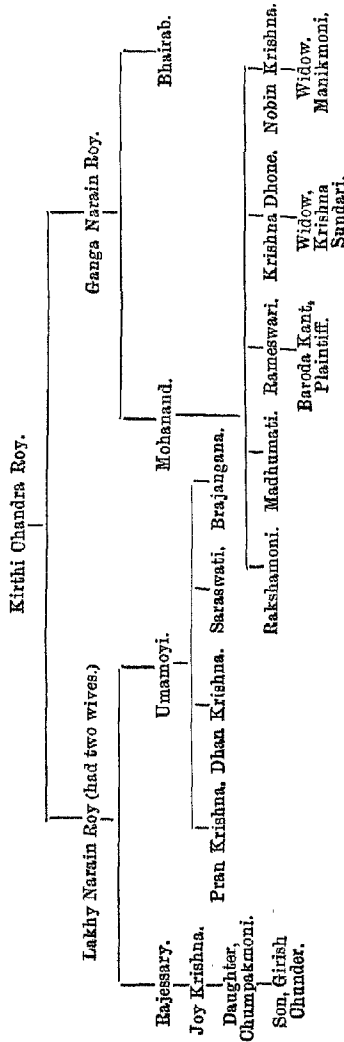 Kirthi Chandra Roy.
Lakhy Narain Roy (had two wives.)
Ganga Narain Roy.
Rajessary.
Umamoyi.
Mohanand.
Bhairab.
Joy Krishna.
Daughter,
Chumpakmoni.
Son, Girish
Chunder.
Pran Krishna, Dhan Krishna. Saraswati. Brajangana.
Rakshamoni. Madhumati. Rameswari. Krishna Dhone. Nobin Krishna.
Baroda Kant,
Plaintiff.
Widow,
Krishna
Sundari.
Widow,
Manikmoni,